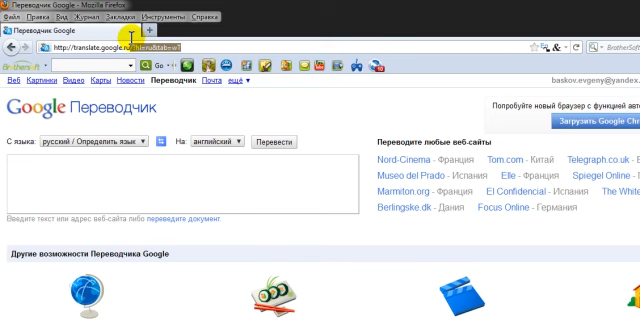 Переводчик Google - Mozilla Firefox
Файл Правка Вид Журнал Закладки Инструменты Справка
Переводчик Google
http://translate.google.ru/?hl=ru&tab=wT
BrotherSoft
Brothersoft Go
Веб Картинки Видео Карты Новости Переводчик Почта ещё ▼ baskov.evgeny@yandex.
Google Переводчик
Попробуйте новый браузер с функцией авто
Загрузить Google Chr
С языка: русский / Определить язык На: английский Перевести
Переводите любые веб-сайты
Nord-Cinema - Франция Tom.com - Китай Telegraph.co.uk -
Museo del Prado - Испания Elle - Франция Spiegel Online -
Marmiton.org - Франция El Confidencial - Испания The White
Berlingske.dk - Дания Focus Online - Германия
Введите текст или адрес веб-сайта либо переведите документ.
Другие возможности Переводчика Google